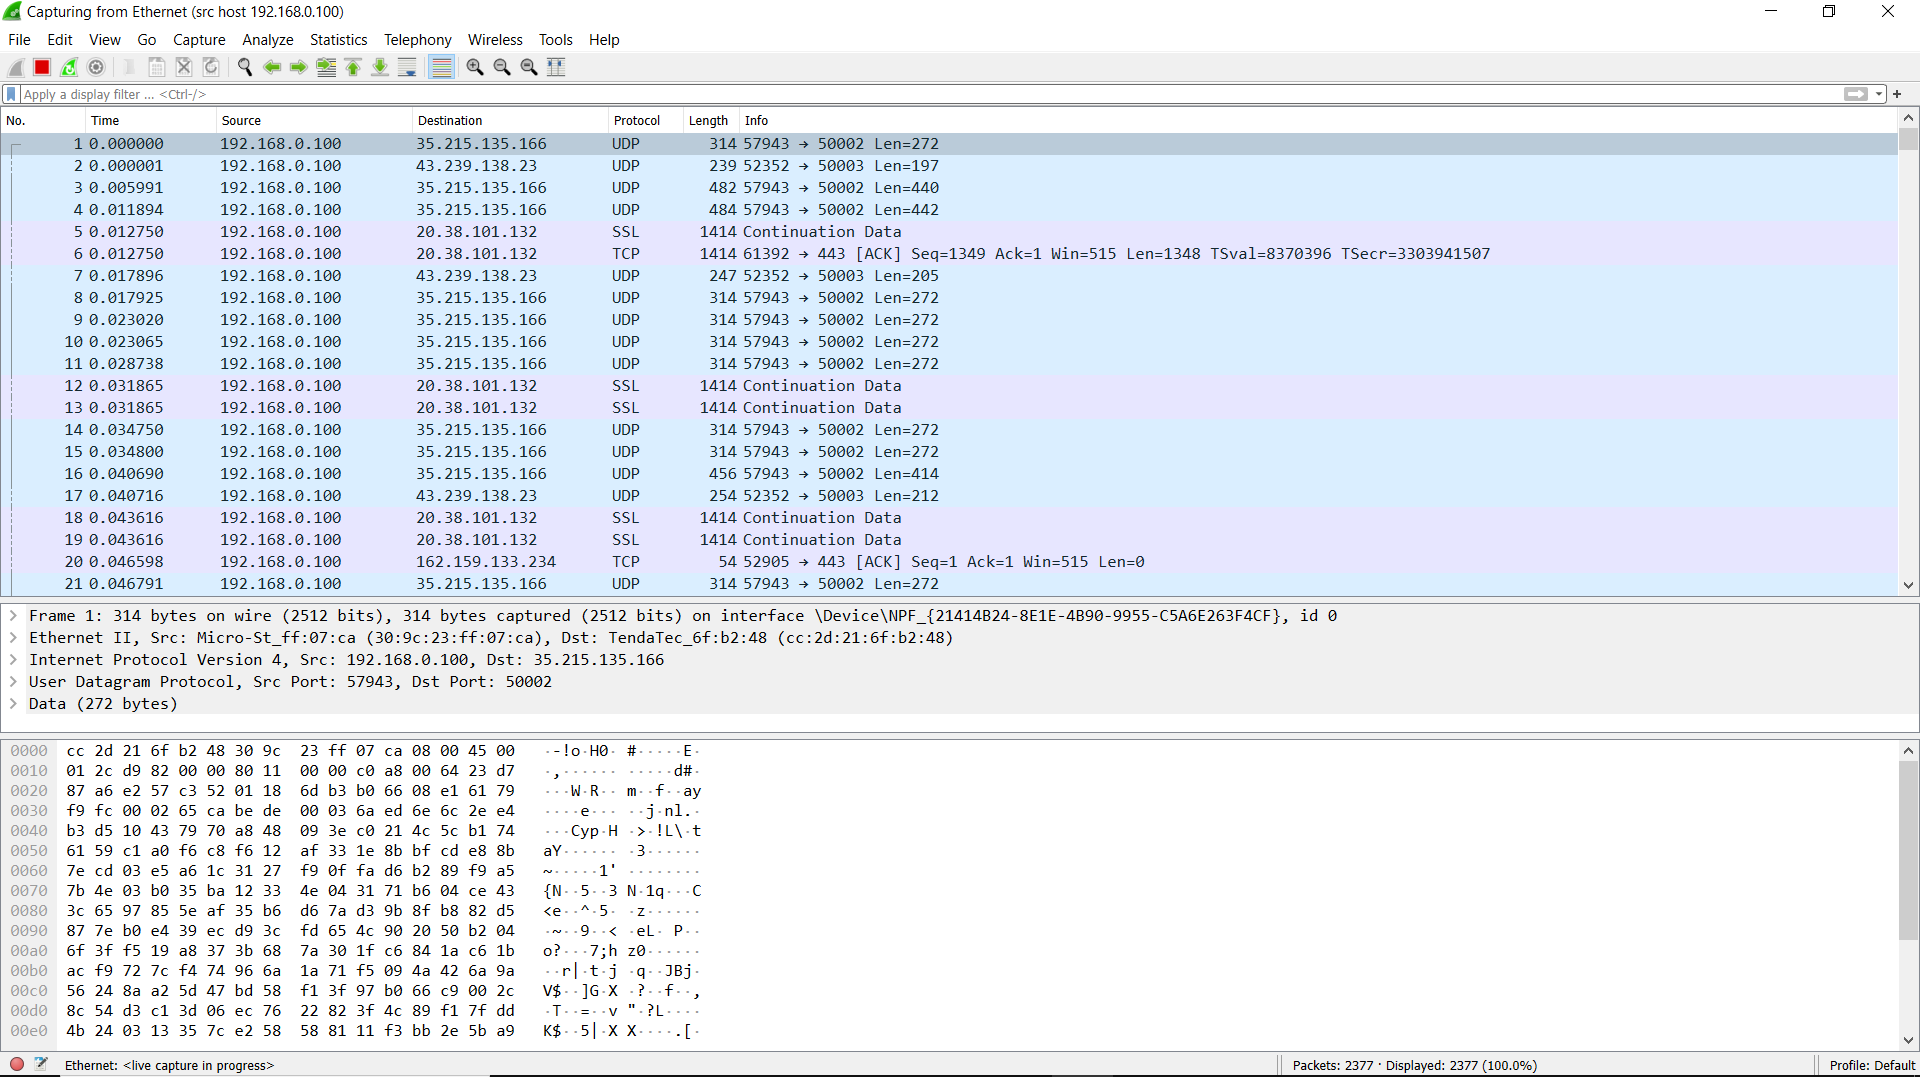 Capturing from Ethernet (src host 192.168.0.100)
File Edit View Go Capture Analyze Statistics Telephony Wireless Tools Help
Apply a display filter ... <Ctrl-/>
No. Time Source Destination Protocol Length Info
1 0.000000 192.168.0.100 35.215.135.166 UDP 314 57943 → 50002 Len=272
2 0.000001 192.168.0.100 43.239.138.23 UDP 239 52352 → 50003 Len=197
3 0.005991 192.168.0.100 35.215.135.166 UDP 482 57943 → 50002 Len=440
4 0.011894 192.168.0.100 35.215.135.166 UDP 484 57943 → 50002 Len=442
5 0.012750 192.168.0.100 20.38.101.132 SSL 1414 Continuation Data
6 0.012750 192.168.0.100 20.38.101.132 TCP 1414 61392 → 443 [ACK] Seq=1349 Ack=1 Win=515 Len=1348 TSval=8370396 TSecr=3303941507
7 0.017896 192.168.0.100 43.239.138.23 UDP 247 52352 → 50003 Len=205
8 0.017925 192.168.0.100 35.215.135.166 UDP 314 57943 → 50002 Len=272
9 0.023020 192.168.0.100 35.215.135.166 UDP 314 57943 → 50002 Len=272
10 0.023065 192.168.0.100 35.215.135.166 UDP 314 57943 → 50002 Len=272
11 0.028738 192.168.0.100 35.215.135.166 UDP 314 57943 → 50002 Len=272
12 0.031865 192.168.0.100 20.38.101.132 SSL 1414 Continuation Data
13 0.031865 192.168.0.100 20.38.101.132 SSL 1414 Continuation Data
14 0.034750 192.168.0.100 35.215.135.166 UDP 314 57943 → 50002 Len=272
15 0.034800 192.168.0.100 35.215.135.166 UDP 314 57943 → 50002 Len=272
16 0.040690 192.168.0.100 35.215.135.166 UDP 456 57943 → 50002 Len=414
17 0.040716 192.168.0.100 43.239.138.23 UDP 254 52352 → 50003 Len=212
18 0.043616 192.168.0.100 20.38.101.132 SSL 1414 Continuation Data
19 0.043616 192.168.0.100 20.38.101.132 SSL 1414 Continuation Data
20 0.046598 192.168.0.100 162.159.133.234 TCP 54 52905 → 443 [ACK] Seq=1 Ack=1 Win=515 Len=0
21 0.046791 192.168.0.100 35.215.135.166 UDP 314 57943 → 50002 Len=272
Frame 1: 314 bytes on wire (2512 bits), 314 bytes captured (2512 bits) on interface \Device\NPF_{21414B24-8E1E-4B90-9955-C5A6E263F4CF}, id 0
Ethernet II, Src: Micro-St_ff:07:ca (30:9c:23:ff:07:ca), Dst: TendaTec_6f:b2:48 (cc:2d:21:6f:b2:48)
Internet Protocol Version 4, Src: 192.168.0.100, Dst: 35.215.135.166
User Datagram Protocol, Src Port: 57943, Dst Port: 50002
Data (272 bytes)
0000 cc 2d 21 6f b2 48 30 9c 23 ff 07 ca 08 00 45 00 ·-!o·H0· #·····E·
0010 01 2c d9 82 00 00 80 11 00 00 c0 a8 00 64 23 d7 ·,······ ·····d#·
0020 87 a6 e2 57 c3 52 01 18 6d b3 b0 66 08 e1 61 79 ···W·R·· m··f··ay
0030 f9 fc 00 02 65 ca be de 00 03 6a ed 6e 6c 2e e4 ····e··· ··j·nl.·
0040 b3 d5 10 43 79 70 a8 48 09 3e c0 21 4c 5c b1 74 ···Cyp·H ·>·!L\·t
0050 61 59 c1 a0 f6 c8 f6 12 af 33 1e 8b bf cd e8 8b aY······ ·3······
0060 7e cd 03 e5 a6 1c 31 27 f9 0f fa d6 b2 89 f9 a5 ~·····1' ········
0070 7b 4e 03 b0 35 ba 12 33 4e 04 31 71 b6 04 ce 43 {N··5··3 N·1q···C
0080 3c 65 97 85 5e af 35 b6 d6 7a d3 9b 8f b8 82 d5 <e··^·5· ·z······
0090 87 7e b0 e4 39 ec d9 3c fd 65 4c 90 20 50 b2 04 ·~··9··< ·eL· P··
00a0 6f 3f f5 19 a8 37 3b 68 7a 30 1f c6 84 1a c6 1b o?···7;h z0······
00b0 ac f9 72 7c f4 74 96 6a 1a 71 f5 09 4a 42 6a 9a ··r|·t·j ·q··JBj·
00c0 56 24 8a a2 5d 47 bd 58 f1 3f 97 b0 66 c9 00 2c V$··]G·X ·?··f··,
00d0 8c 54 d3 c1 3d 06 ec 76 22 82 3f 4c 89 f1 7f dd ·T··=··v "·?L····
00e0 4b 24 03 13 35 7c e2 58 58 81 11 f3 bb 2e 5b a9 K$··5|·X X····.[·
Ethernet: <live capture in progress> Packets: 2377 · Displayed: 2377 (100.0%) Profile: Default